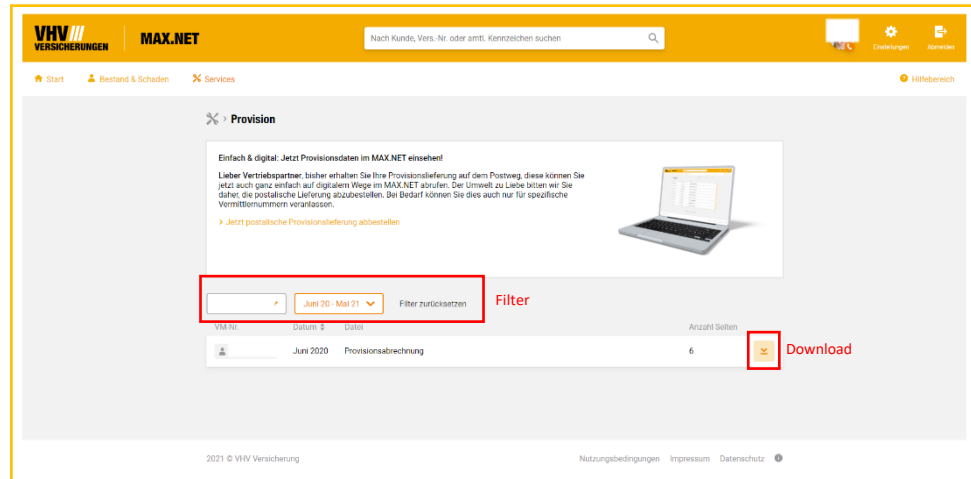 VHV///
VERSICHERUNGEN
MAX.NET
Nach Kunde, Vers.-Nr. oder amtl. Kennzeichen suchen
Einstellungen
Abmelden
Start
Bestand & Schaden
Services
Hilfebereich
> Provision
Einfach & digital: Jetzt Provisionsdaten im MAX.NET einsehen!
Lieber Vertriebspartner, bisher erhalten Sie Ihre Provisionslieferung auf dem Postweg, diese können Sie
jetzt auch ganz einfach auf digitalem Wege im MAX.NET abrufen. Der Umwelt zu Liebe bitten wir Sie
daher, die postalische Lieferung abzubestellen. Bei Bedarf können Sie dies auch nur für spezifische
Vermittlernummern veranlassen.
> Jetzt postalische Provisionslieferung abbestellen
Juni 20 - Mai 21
Filter zurücksetzen
Filter
VM-Nr.
Datum
Datei
Anzahl Seiten
Juni 2020
Provisionsabrechnung
6
Download
2021 © VHV Versicherung
Nutzungsbedingungen
Impressum
Datenschutz